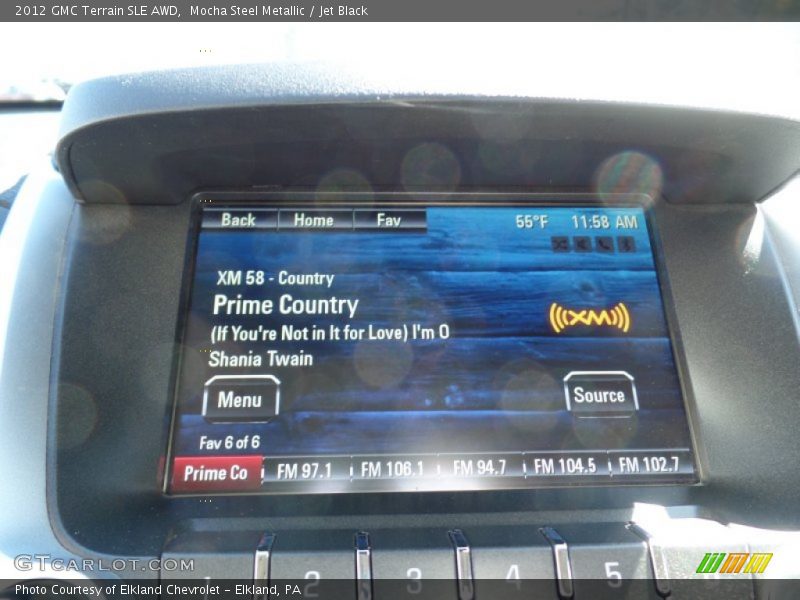 2012 GMC Terrain SLE AWD, Mocha Steel Metallic / Jet Black
Back Home Fav 55°F 11:58 AM
XM 58 - Country
Prime Country
(If You're Not in It for Love) I'm O
Shania Twain
XM
Menu Source
Fav 6 of 6
Prime Co FM 97.1 FM 106.1 FM 94.7 FM 104.5 FM 102.7
1 2 3 4 5
GTCarLot.com
Photo Courtesy of Elkland Chevrolet - Elkland, PA